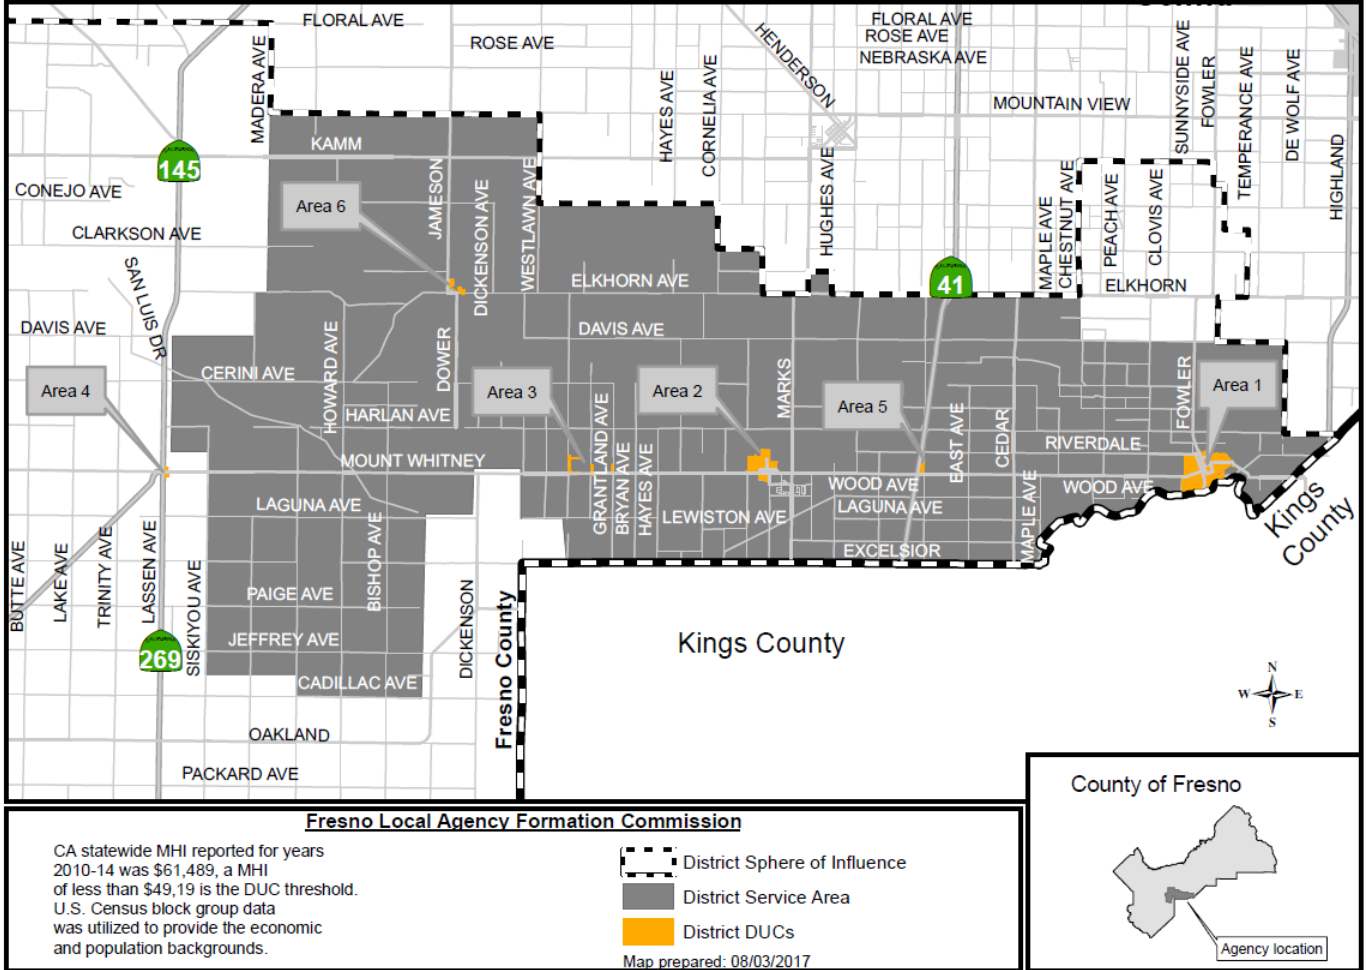 FLORAL AVE
ROSE AVE
FLORAL AVE
ROSE AVE
NEBRASKA AVE
HENDERSON
MADERA AVE
HAYES AVE
CORNELIA AVE
MOUNTAIN VIEW
SUNNYSIDE AVE
FOWLER
TEMPERANCE AVE
DE WOLF AVE
HIGHLAND
145
KAMM
CONEJO AVE
CLARKSON AVE
Area 6
JAMESON
DICKENSON AVE
WESTLAWN AVE
HUGHES AVE
MAPLE AVE
CHESTNUT AVE
PEACH AVE
CLOVIS AVE
ELKHORN AVE
41
ELKHORN
SAN LUIS DR
DAVIS AVE
DAVIS AVE
CERINI AVE
HOWARD AVE
DOWER
HARLAN AVE
Area 4
Area 3
Area 2
MARKS
Area 5
FOWLER
Area 1
EAST AVE
CEDAR
RIVERDALE
MOUNT WHITNEY
GRANTLAND AVE
BRYAN AVE
HAYES AVE
WOOD AVE
WOOD AVE
LAGUNA AVE
LAGUNA AVE
LEWISTON AVE
MAPLE AVE
EXCELSIOR
Kings
County
BUTTE AVE
LAKE AVE
TRINITY AVE
LASSEN AVE
SISKIYOU AVE
BISHOP AVE
PAIGE AVE
JEFFREY AVE
CADILLAC AVE
DICKENSON
Fresno County
Kings County
269
OAKLAND
PACKARD AVE
N
W E
S
Fresno Local Agency Formation Commission
CA statewide MHI reported for years
2010-14 was $61,489, a MHI
of less than $49,19 is the DUC threshold.
U.S. Census block group data
was utilized to provide the economic
and population backgrounds.
District Sphere of Influence
District Service Area
District DUCs
Map prepared: 08/03/2017
County of Fresno
Agency location